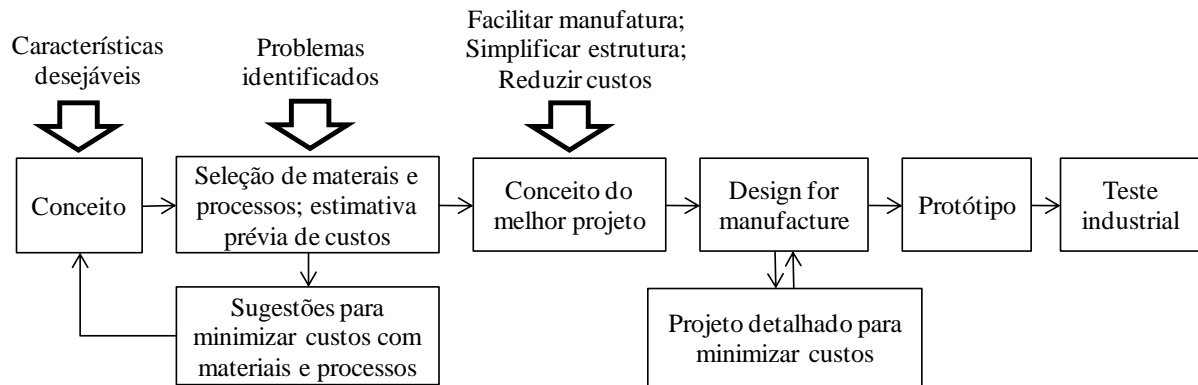 Características
desejáveis
Problemas
identificados
Facilitar manufatura;
Simplificar estrutura;
Reduzir custos
Conceito
Seleção de materais e
processos; estimativa
prévia de custos
Conceito do
melhor projeto
Design for
manufacture
Protótipo
Teste
industrial
Sugestões para
minimizar custos com
materiais e processos
Projeto detalhado para
minimizar custos